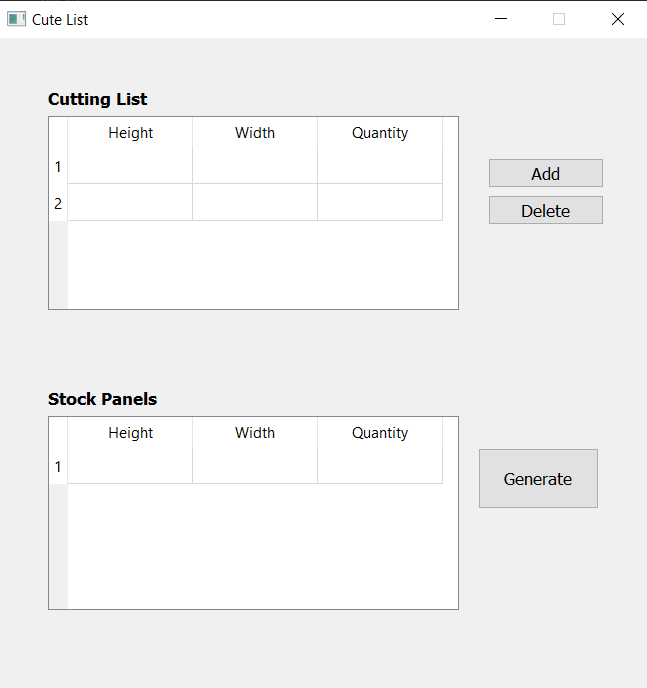 Cute List
Cutting List
Height Width Quantity
1
2
Add
Delete
Stock Panels
Height Width Quantity
1
Generate